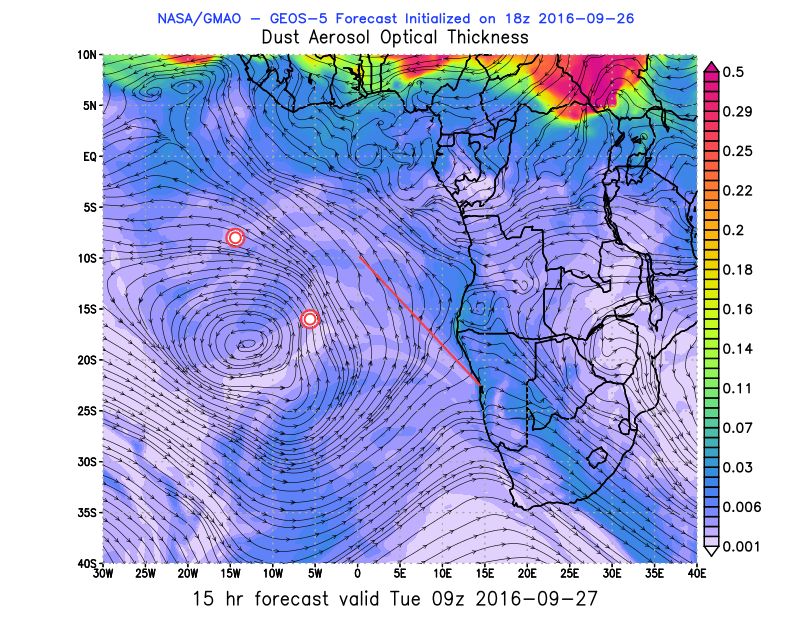 NASA/GMAO - GEOS-5 Forecast Initialized on 18z 2016-09-26
Dust Aerosol Optical Thickness
10N
5N
EQ
5S
10S
15S
20S
25S
30S
35S
40S
30W 25W 20W 15W 10W 5W 0 5E 10E 15E 20E 25E 30E 35E 40E
0.5
0.29
0.25
0.22
0.2
0.18
0.16
0.14
0.11
0.07
0.03
0.006
0.001
15 hr forecast valid Tue 09z 2016-09-27